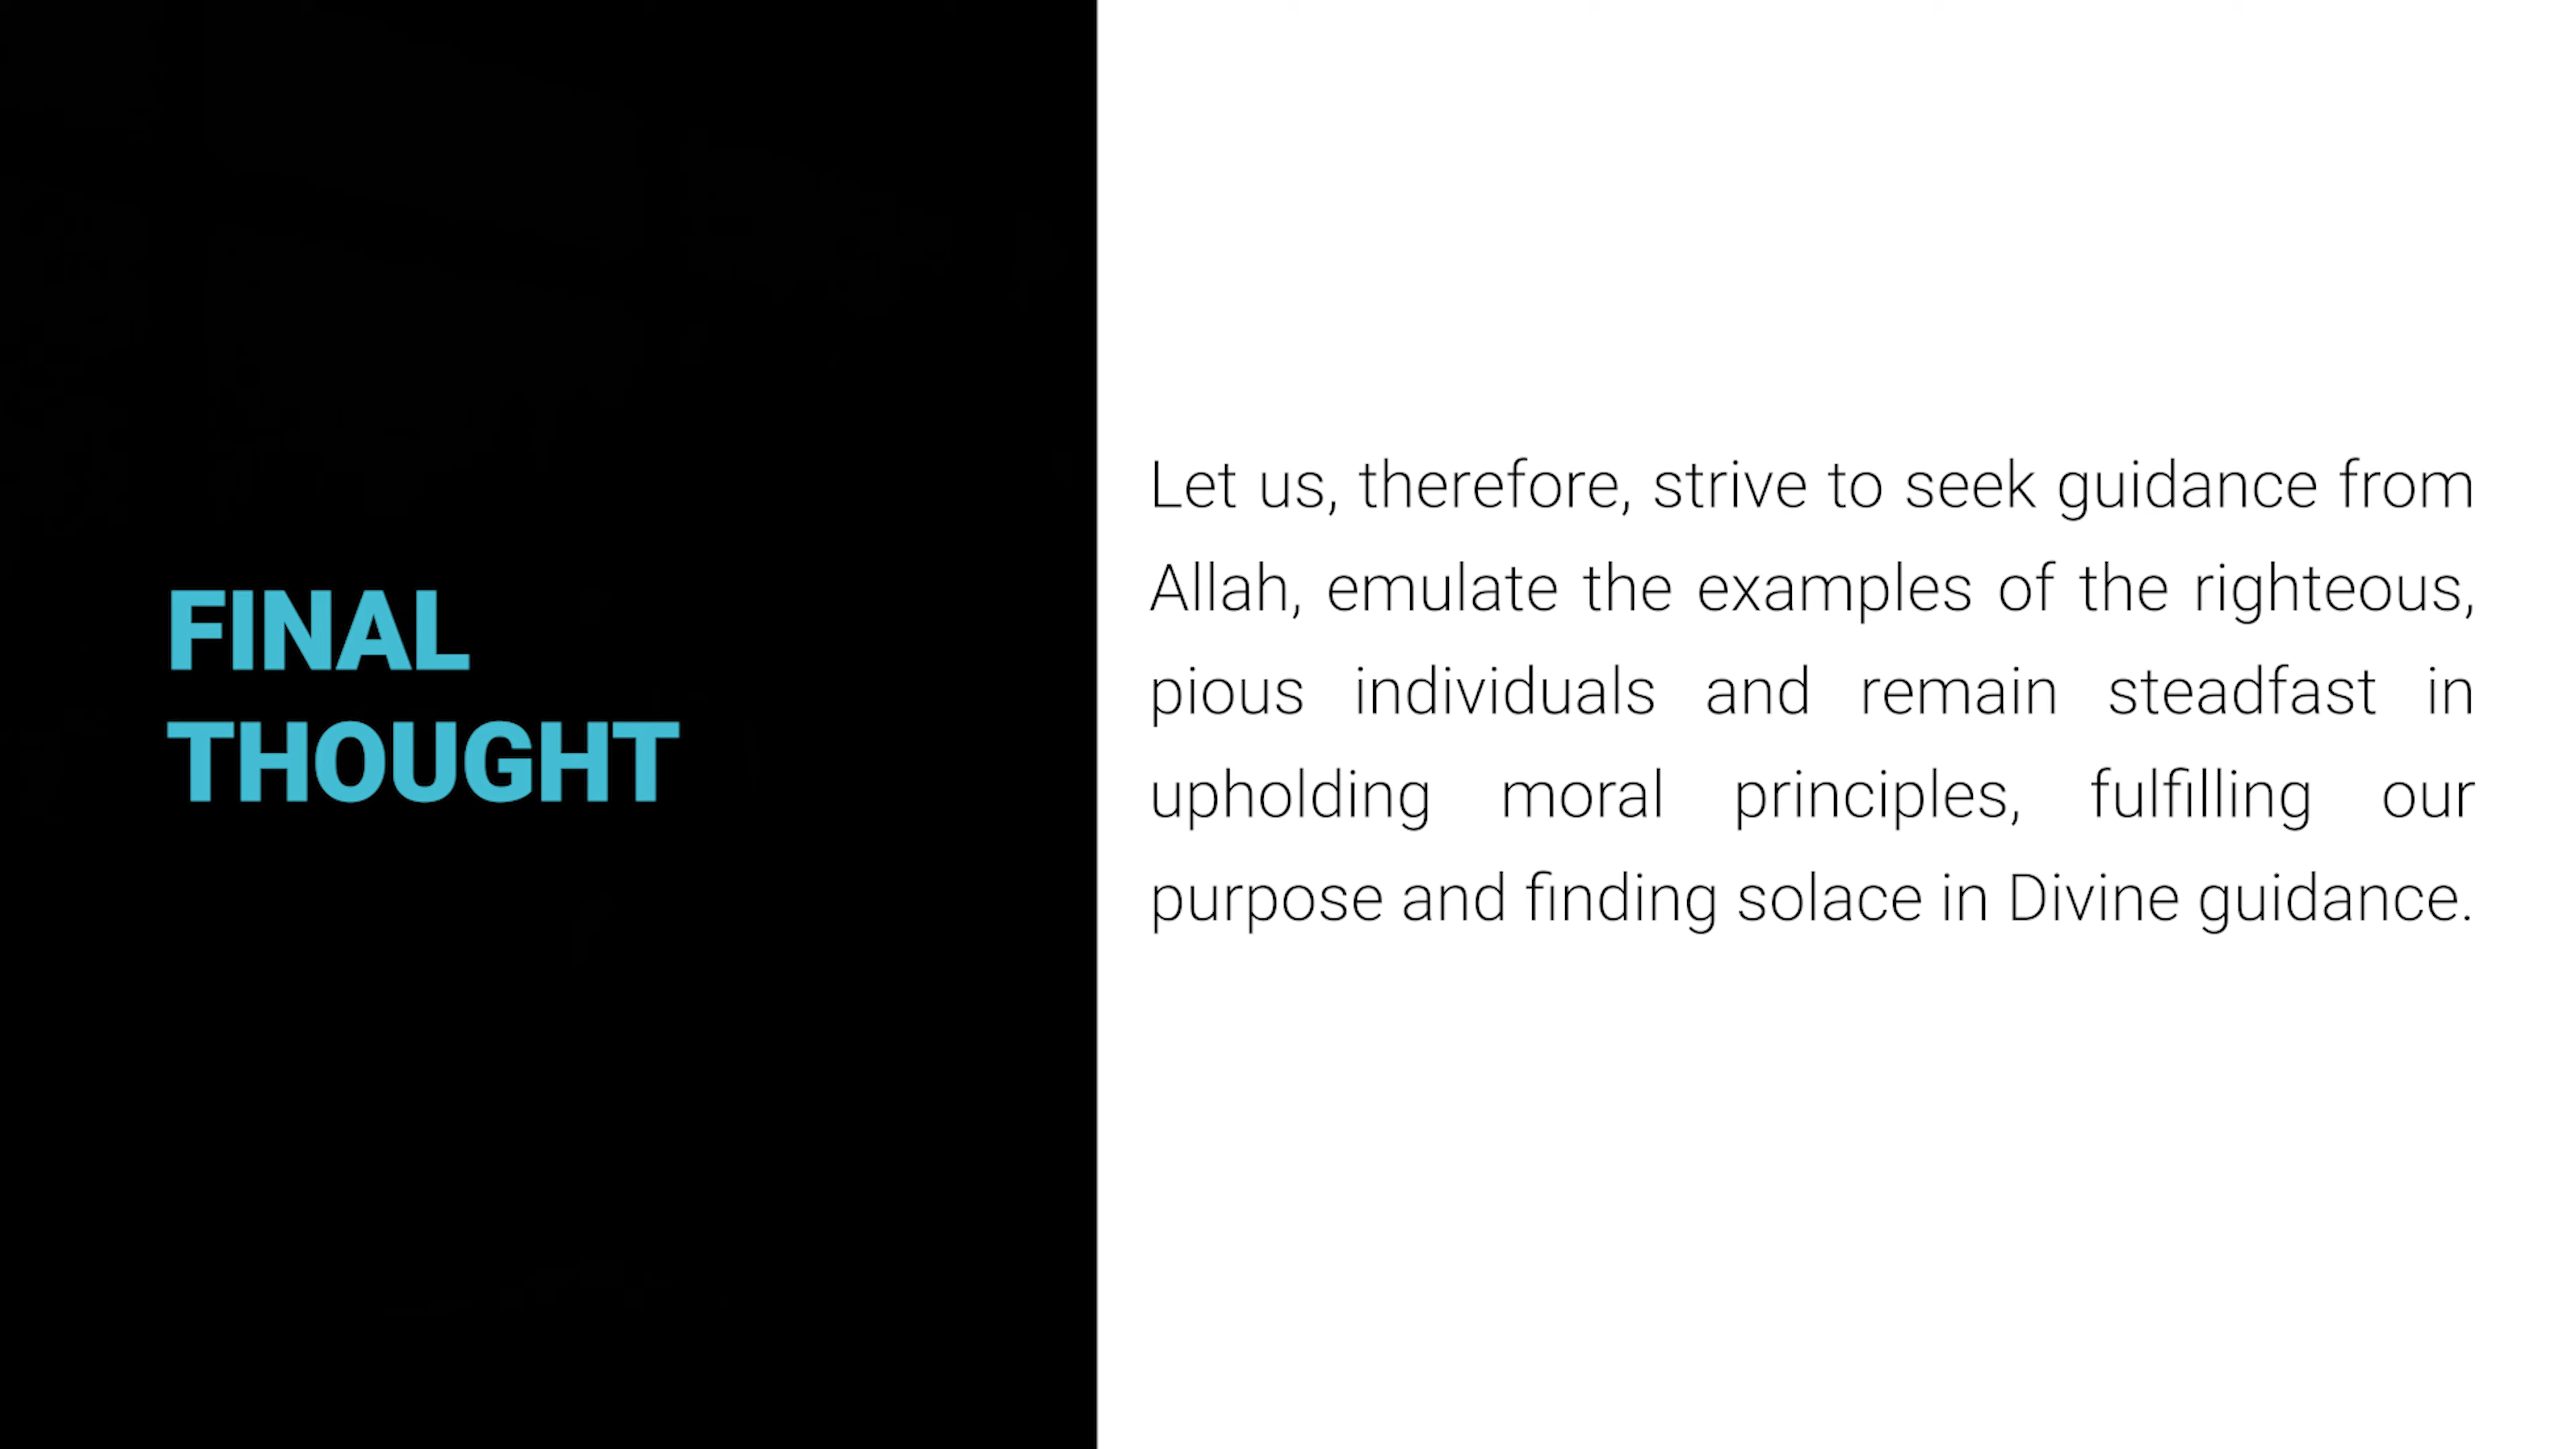 FINAL
THOUGHT
Let us, therefore, strive to seek guidance from
Allah, emulate the examples of the righteous,
pious individuals and remain steadfast in
upholding moral principles, fulfilling our
purpose and finding solace in Divine guidance.